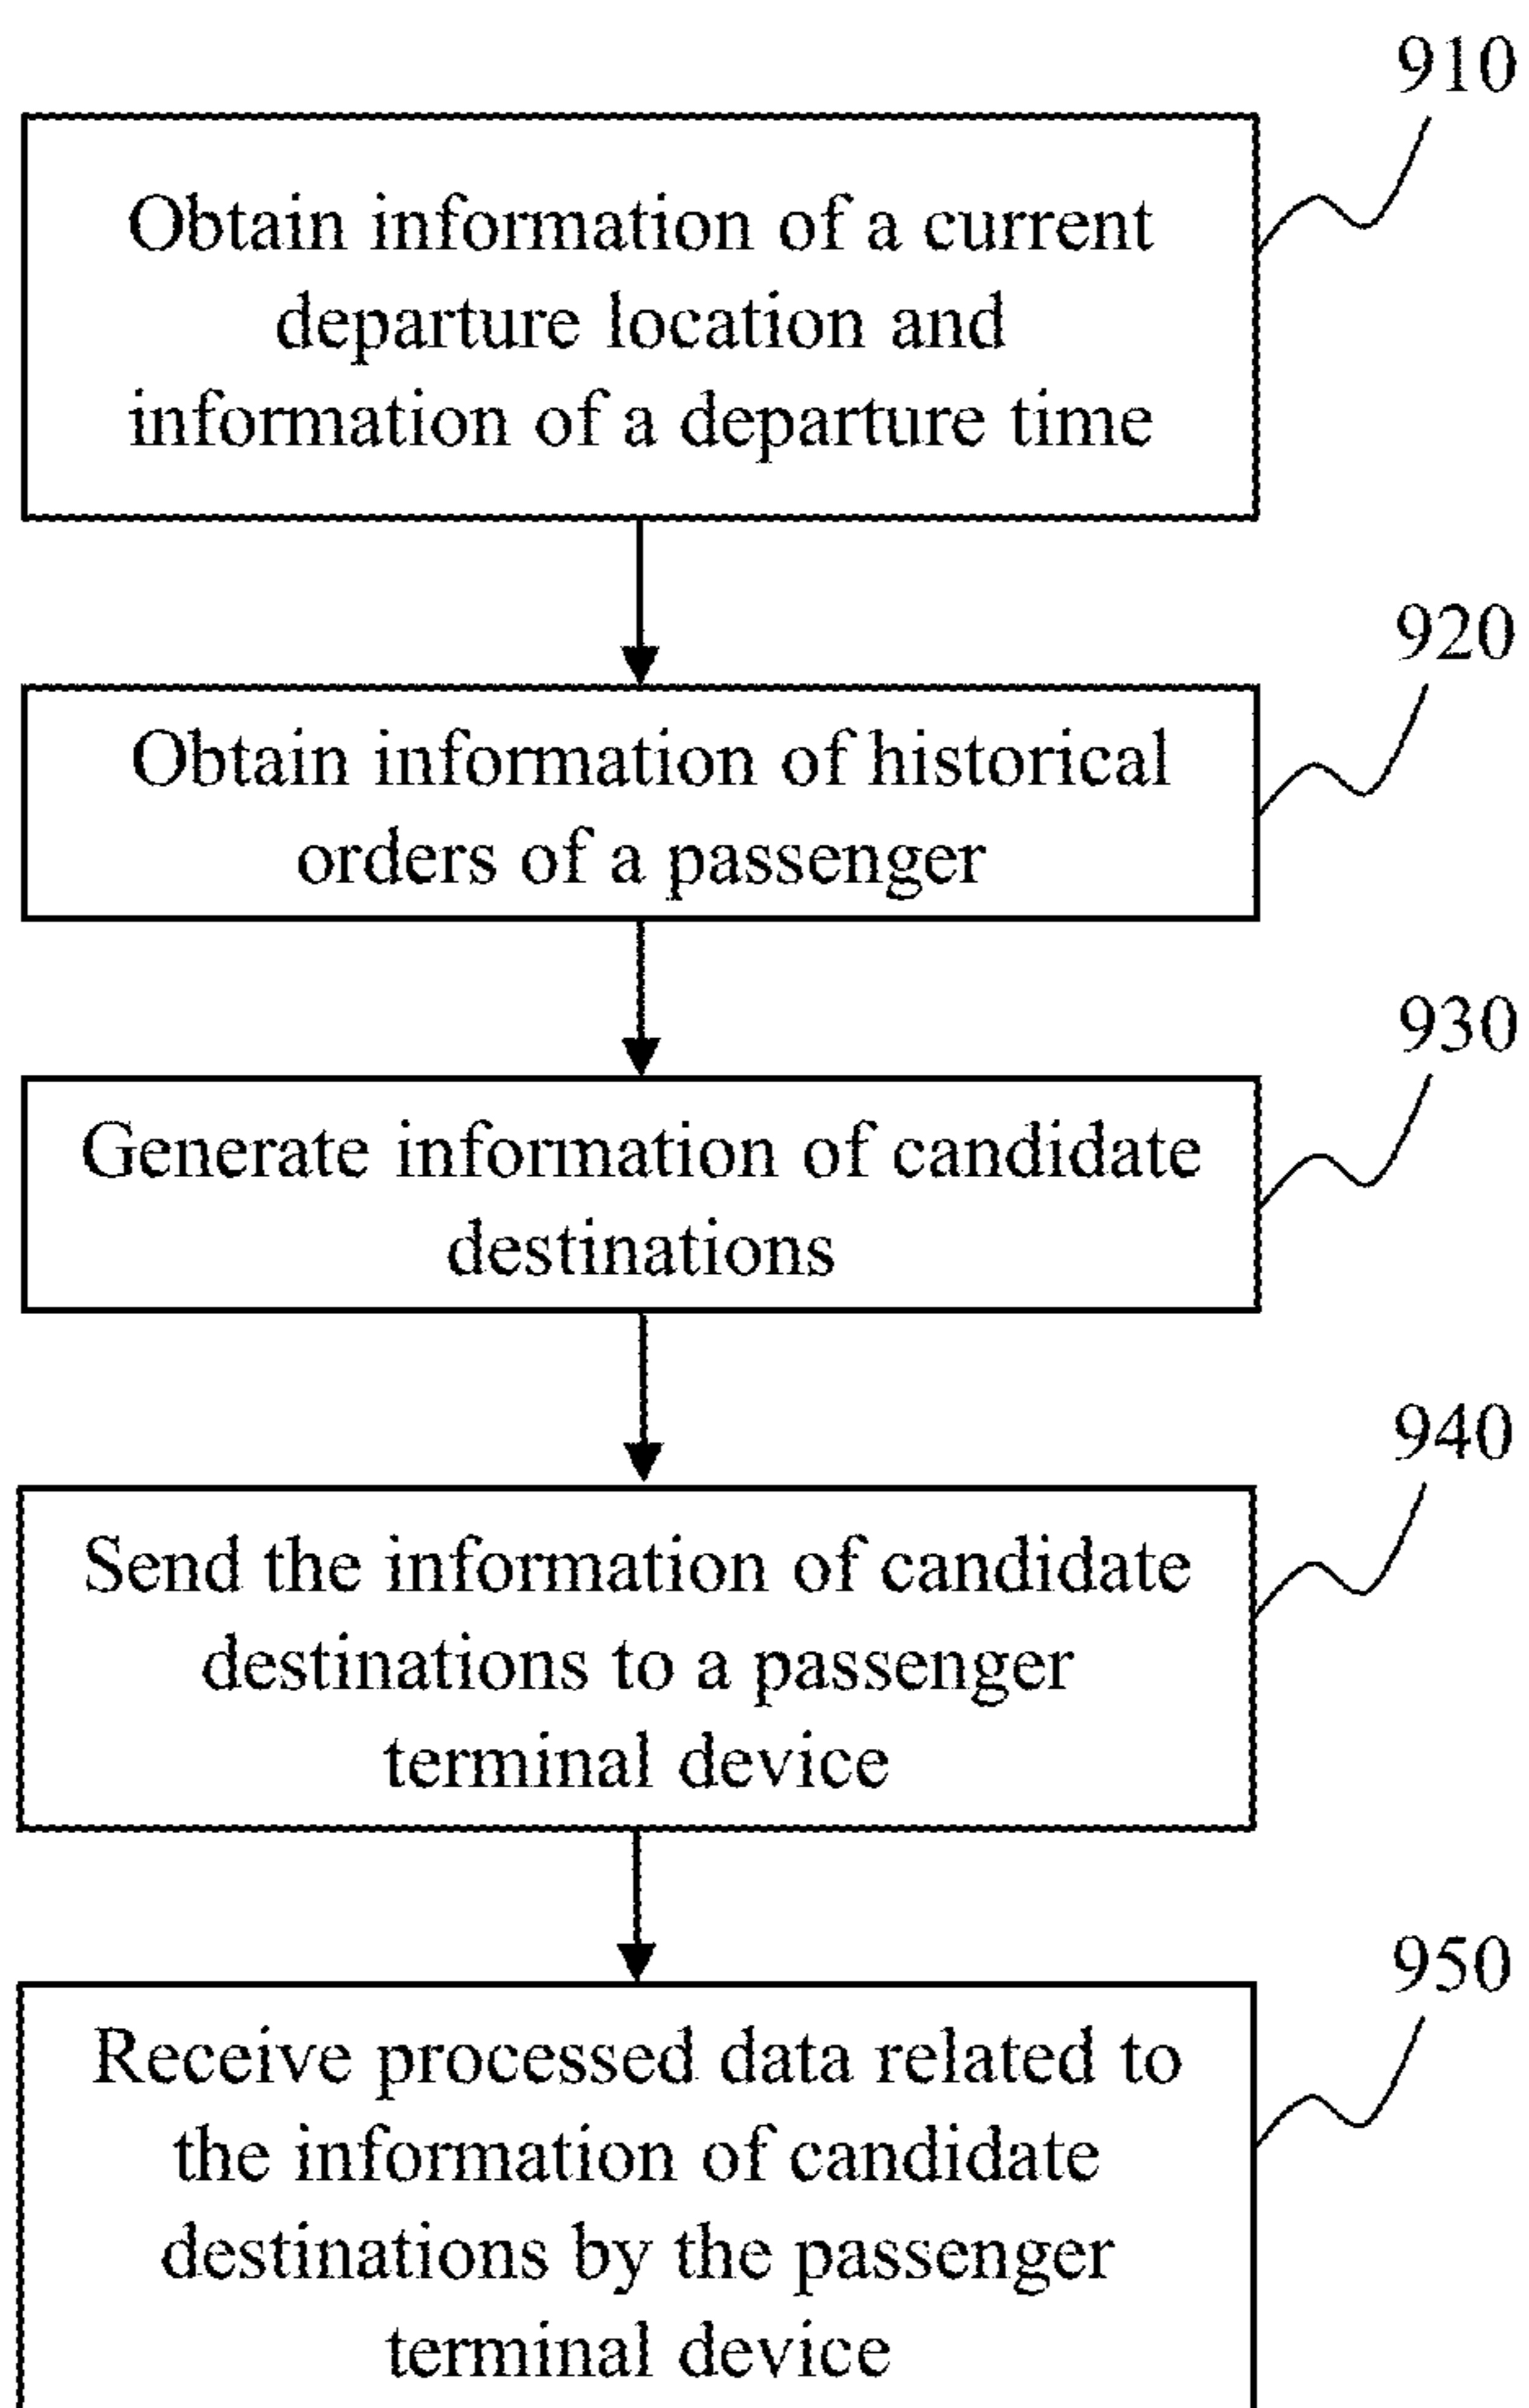 910
Obtain information of a current
departure location and
information of a departure time
920
Obtain information of historical
orders of a passenger
930
Generate information of candidate
destinations
940
Send the information of candidate
destinations to a passenger
terminal device
950
Receive processed data related to
the information of candidate
destinations by the passenger
terminal device